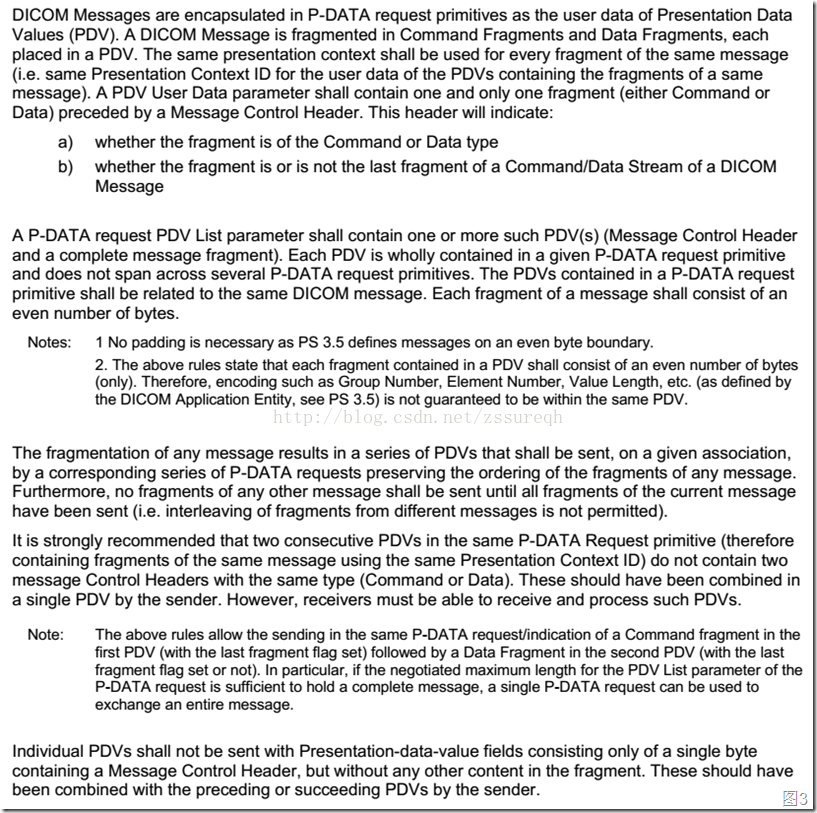 DICOM Messages are encapsulated in P-DATA request primitives as the user data of Presentation Data
Values (PDV). A DICOM Message is fragmented in Command Fragments and Data Fragments, each
placed in a PDV. The same presentation context shall be used for every fragment of the same message
(i.e. same Presentation Context ID for the user data of the PDVs containing the fragments of a same
message). A PDV User Data parameter shall contain one and only one fragment (either Command or
Data) preceded by a Message Control Header. This header will indicate:
a) whether the fragment is of the Command or Data type
b) whether the fragment is or is not the last fragment of a Command/Data Stream of a DICOM
Message
A P-DATA request PDV List parameter shall contain one or more such PDV(s) (Message Control Header
and a complete message fragment). Each PDV is wholly contained in a given P-DATA request primitive
and does not span across several P-DATA request primitives. The PDVs contained in a P-DATA request
primitive shall be related to the same DICOM message. Each fragment of a message shall consist of an
even number of bytes.
Notes: 1 No padding is necessary as PS 3.5 defines messages on an even byte boundary.
2. The above rules state that each fragment contained in a PDV shall consist of an even number of bytes
(only). Therefore, encoding such as Group Number, Element Number, Value Length, etc. (as defined by
the DICOM Application Entity, see PS 3.5) is not guaranteed to be within the same PDV.
http://blog.csdn.net/zssureqh
The fragmentation of any message results in a series of PDVs that shall be sent, on a given association,
by a corresponding series of P-DATA requests preserving the ordering of the fragments of any message.
Furthermore, no fragments of any other message shall be sent until all fragments of the current message
have been sent (i.e. interleaving of fragments from different messages is not permitted).
It is strongly recommended that two consecutive PDVs in the same P-DATA Request primitive (therefore
containing fragments of the same message using the same Presentation Context ID) do not contain two
message Control Headers with the same type (Command or Data). These should have been combined in
a single PDV by the sender. However, receivers must be able to receive and process such PDVs.
Note: The above rules allow the sending in the same P-DATA request/indication of a Command fragment in the
first PDV (with the last fragment flag set) followed by a Data Fragment in the second PDV (with the last
fragment flag set or not). In particular, if the negotiated maximum length for the PDV List parameter of the
P-DATA request is sufficient to hold a complete message, a single P-DATA request can be used to
exchange an entire message.
Individual PDVs shall not be sent with Presentation-data-value fields consisting only of a single byte
containing a Message Control Header, but without any other content in the fragment. These should have
been combined with the preceding or succeeding PDVs by the sender.
图3